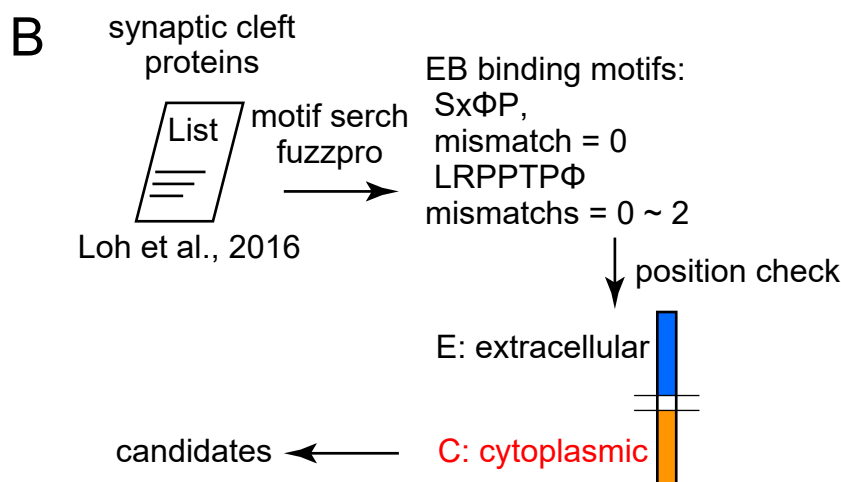 B
synaptic cleft
proteins
List
Loh et al., 2016
motif serch
fuzzpro
EB binding motifs:
SxΦP,
mismatch = 0
LRPPTPΦ
mismatchs = 0 ~ 2
position check
E: extracellular
C: cytoplasmic
candidates